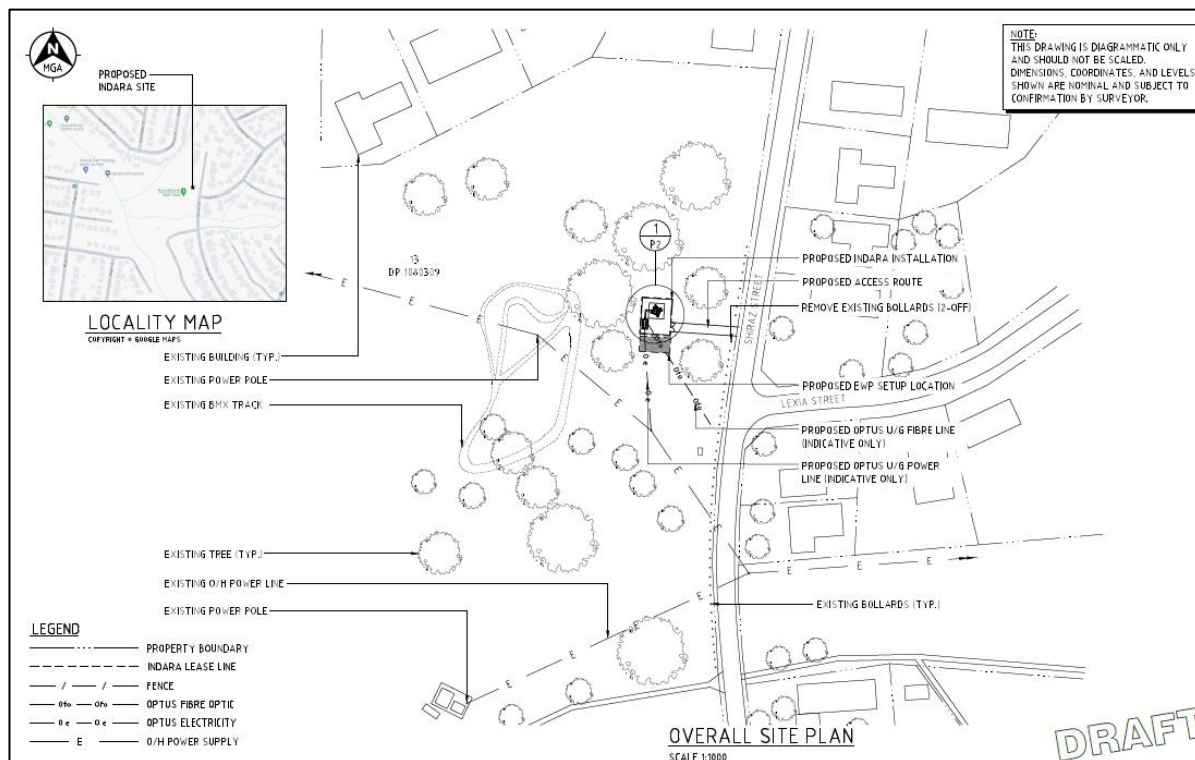 N
MGA
PROPOSED
INDARA SITE
NOTE:
THIS DRAWING IS DIAGRAMMATIC ONLY
AND SHOULD NOT BE SCALED.
DIMENSIONS, COORDINATES, AND LEVELS
SHOWN ARE NOMINAL AND SUBJECT TO
CONFIRMATION BY SURVEYOR.
LOCALITY MAP
COPYRIGHT © GOOGLE MAPS
13
DP 1080309
1
P2
PROPOSED INDARA INSTALLATION
PROPOSED ACCESS ROUTE
REMOVE EXISTING BOLLARDS (2-OFF)
SHIRAZ STREET
EXISTING BUILDING (TYP.)
EXISTING POWER POLE
EXISTING BMX TRACK
PROPOSED EWP SETUP LOCATION
LEXIA STREET
PROPOSED OPTUS U/G FIBRE LINE
(INDICATIVE ONLY)
PROPOSED OPTUS U/G POWER
LINE (INDICATIVE ONLY)
EXISTING TREE (TYP.)
EXISTING O/H POWER LINE
EXISTING POWER POLE
EXISTING BOLLARDS (TYP.)
E E E
LEGEND
PROPERTY BOUNDARY
INDARA LEASE LINE
/ / FENCE
Ofo Ofo OPTUS FIBRE OPTIC
O e O e OPTUS ELECTRICITY
E O/H POWER SUPPLY
OVERALL SITE PLAN
SCALE 1:1000
DRAFT